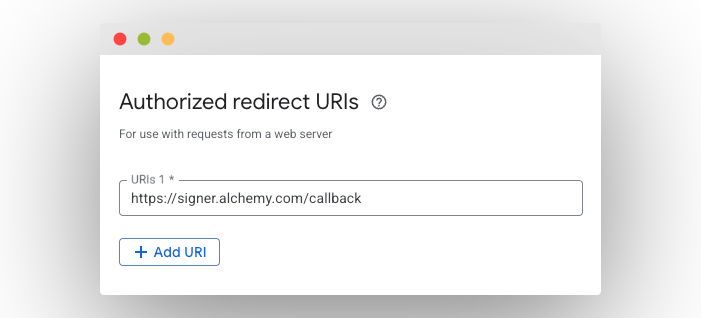 Authorized redirect URIs ?
For use with requests from a web server
URIs 1 *
https://signer.alchemy.com/callback
+ Add URI